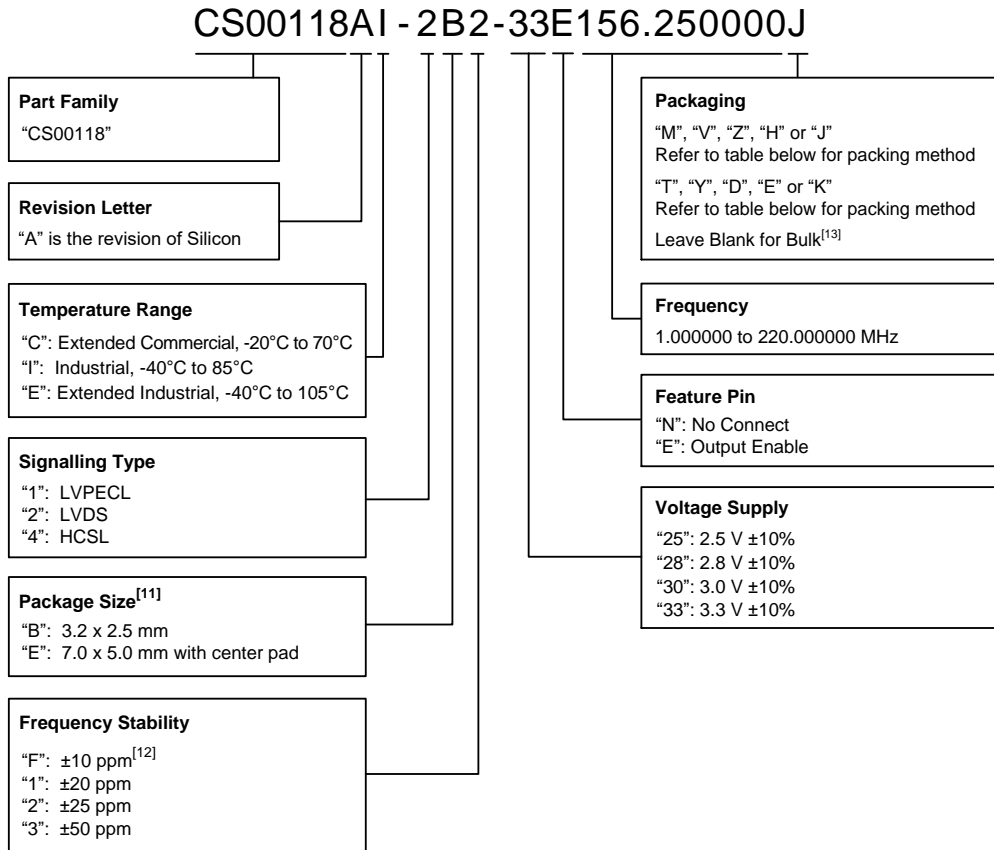 CS00118AI - 2B2-33E156.250000J
Part Family
“CS00118”
Revision Letter
“A” is the revision of Silicon
Temperature Range
“C”: Extended Commercial, -20°C to 70°C
“I”: Industrial, -40°C to 85°C
“E”: Extended Industrial, -40°C to 105°C
Signalling Type
“1”: LVPECL
“2”: LVDS
“4”: HCSL
Package Size[11]
“B”: 3.2 x 2.5 mm
“E”: 7.0 x 5.0 mm with center pad
Frequency Stability
“F”: ±10 ppm[12]
“1”: ±20 ppm
“2”: ±25 ppm
“3”: ±50 ppm
Packaging
“M”, “V”, “Z”, “H” or “J”
Refer to table below for packing method
“T”, “Y”, “D”, “E” or “K”
Refer to table below for packing method
Leave Blank for Bulk[13]
Frequency
1.000000 to 220.000000 MHz
Feature Pin
“N”: No Connect
“E”: Output Enable
Voltage Supply
“25”: 2.5 V ±10%
“28”: 2.8 V ±10%
“30”: 3.0 V ±10%
“33”: 3.3 V ±10%